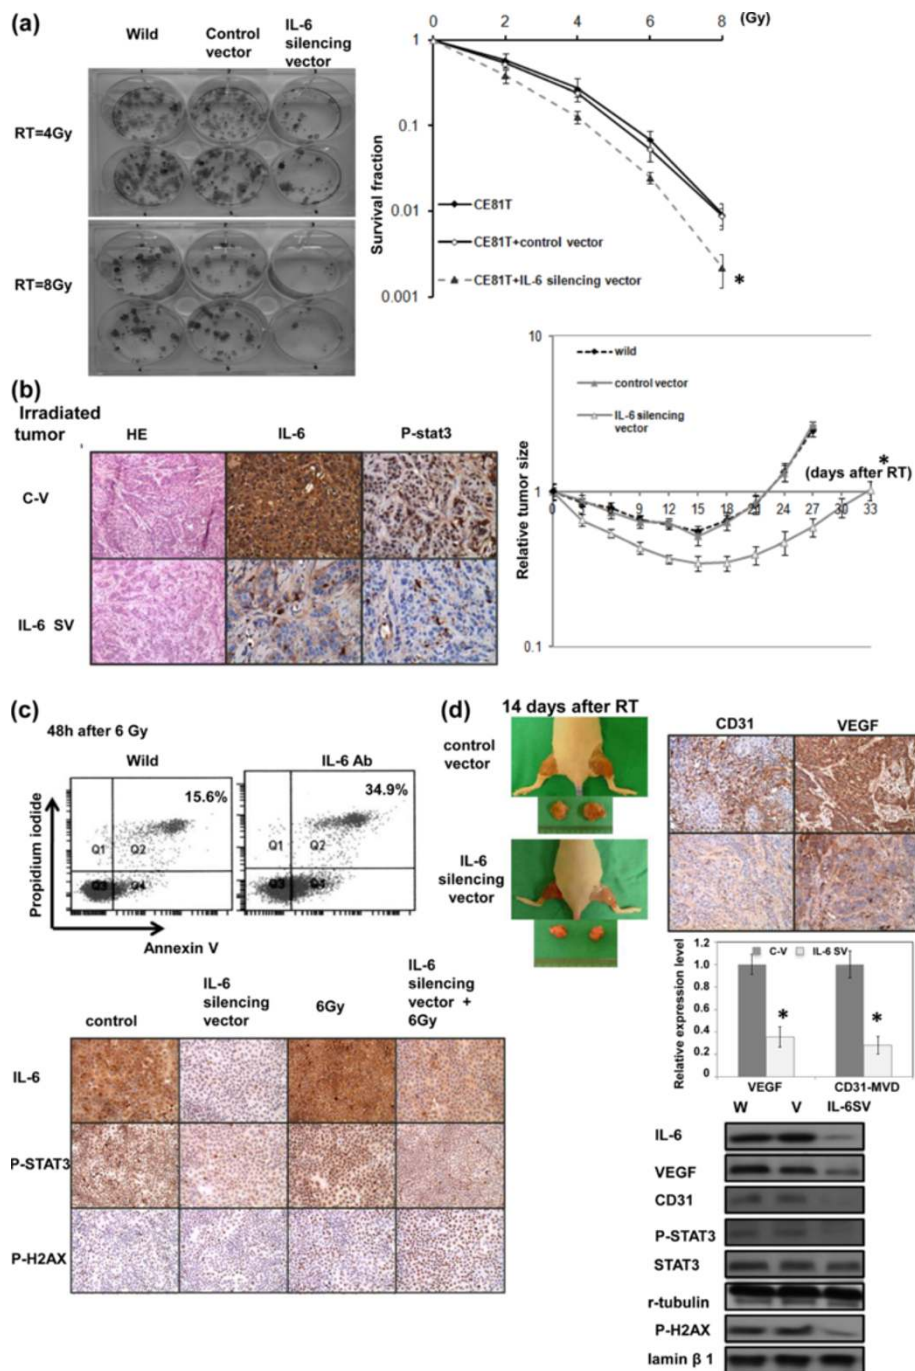 (a)
Wild
Control
vector
IL-6
silencing
vector
RT=4Gy
RT=8Gy
0
2
4
6
8
(Gy)
1
0.1
0.01
0.001
Survival fraction
CE81T
CE81T+control vector
CE81T+IL-6 silencing vector
*
(b)
Irradiated
tumor
HE
IL-6
P-stat3
C-V
IL-6 SV
10
1
0.1
Relative tumor size
wild
control vector
IL-6 silencing
vector
*
(days after RT)
0
3
6
9
12
15
18
21
24
27
30
33
(c)
48h after 6 Gy
Wild
IL-6 Ab
15.6%
34.9%
Q1
Q2
Q3
Q4
Q1
Q2
Q3
Q4
Propidium iodide
Annexin V
control
IL-6
silencing
vector
6Gy
IL-6
silencing
vector +
6Gy
IL-6
P-STAT3
P-H2AX
(d)
14 days after RT
control
vector
IL-6
silencing
vector
CD31
VEGF
1.2
1.0
0.8
0.6
0.4
0.2
0
Relative expression level
C-V
IL-6 SV
*
*
VEGF
CD31-MVD
W
V
IL-6SV
IL-6
VEGF
CD31
P-STAT3
STAT3
r-tubulin
P-H2AX
lamin β 1